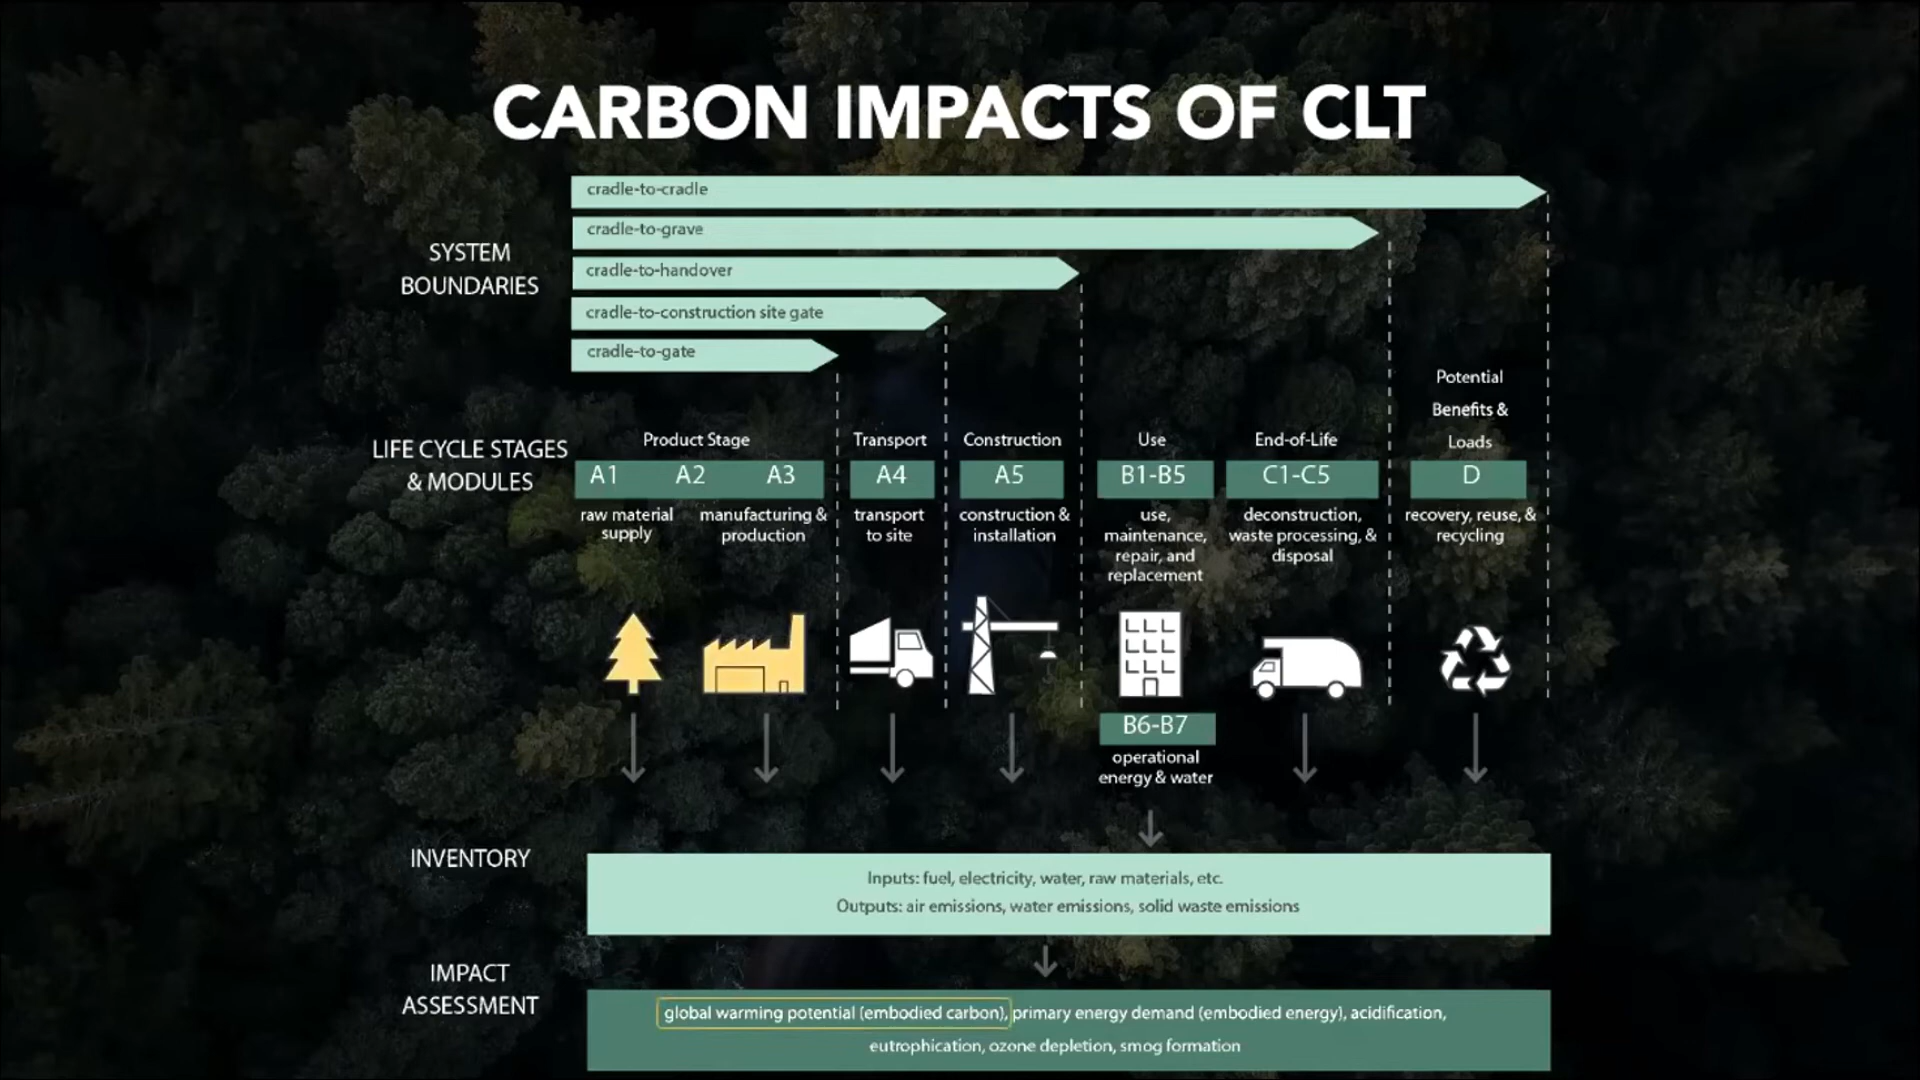 CARBON IMPACTS OF CLT
SYSTEM
BOUNDARIES
cradle-to-cradle
cradle-to-grave
cradle-to-handover
cradle-to-construction site gate
cradle-to-gate
LIFE CYCLE STAGES
& MODULES
Product Stage
A1 A2 A3
raw material
supply
manufacturing &
production
Transport
A4
transport
to site
Construction
A5
construction &
installation
Use
B1-B5
use,
maintenance,
repair, and
replacement
B6-B7
operational
energy & water
End-of-Life
C1-C5
deconstruction,
waste processing, &
disposal
Potential
Benefits &
Loads
D
recovery, reuse, &
recycling
INVENTORY
Inputs: fuel, electricity, water, raw materials, etc.
Outputs: air emissions, water emissions, solid waste emissions
IMPACT
ASSESSMENT
global warming potential (embodied carbon), primary energy demand (embodied energy), acidification,
eutrophication, ozone depletion, smog formation